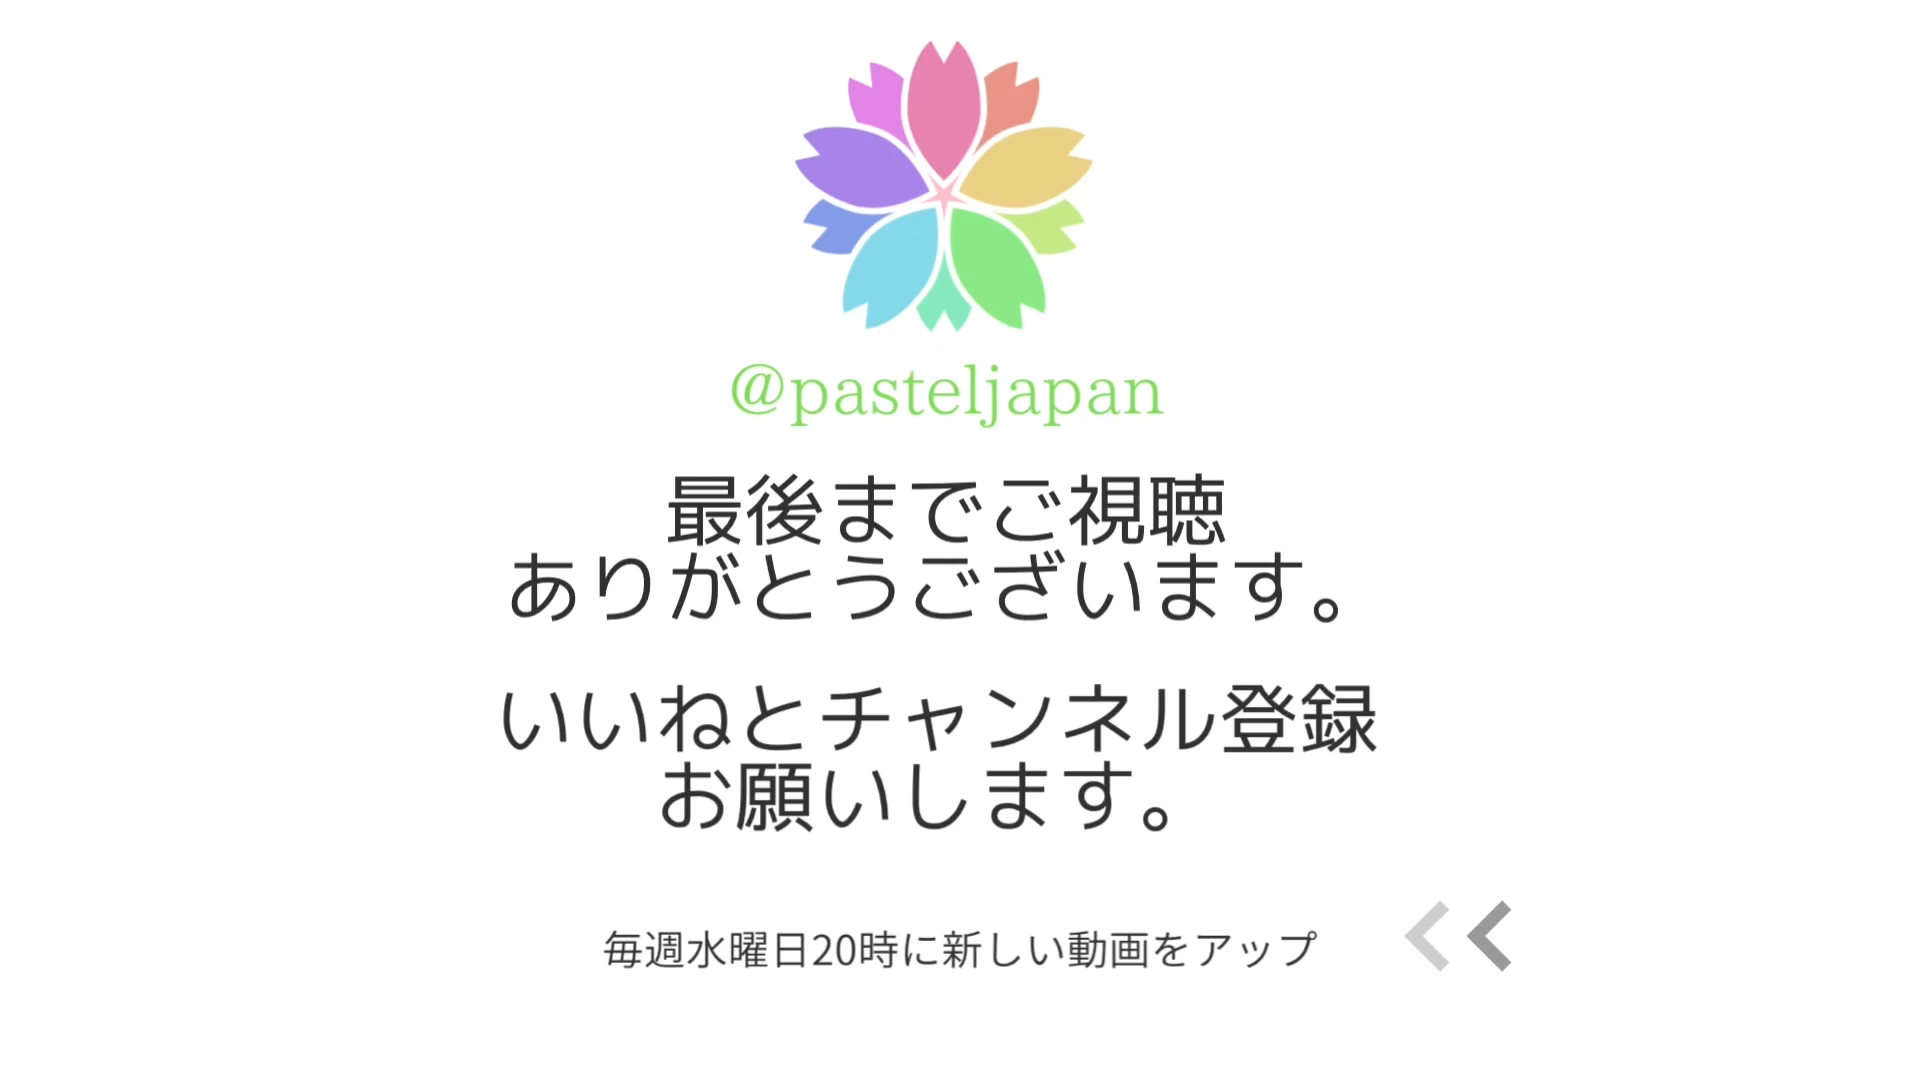 @pasteljapan
最後までご視聴
ありがとうございます。
いいねとチャンネル登録
お願いします。
毎週水曜日20時に新しい動画をアップ